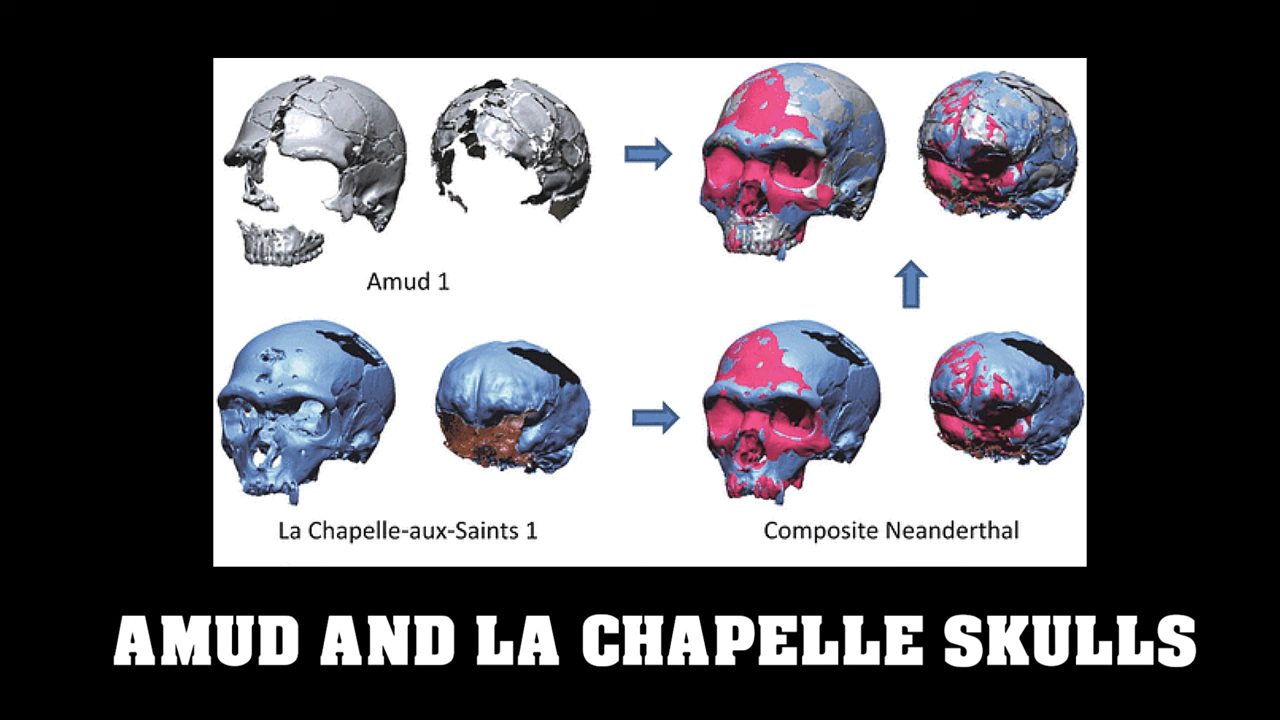 Amud 1
La Chapelle-aux-Saints 1
Composite Neanderthal
AMUD AND LA CHAPELLE SKULLS